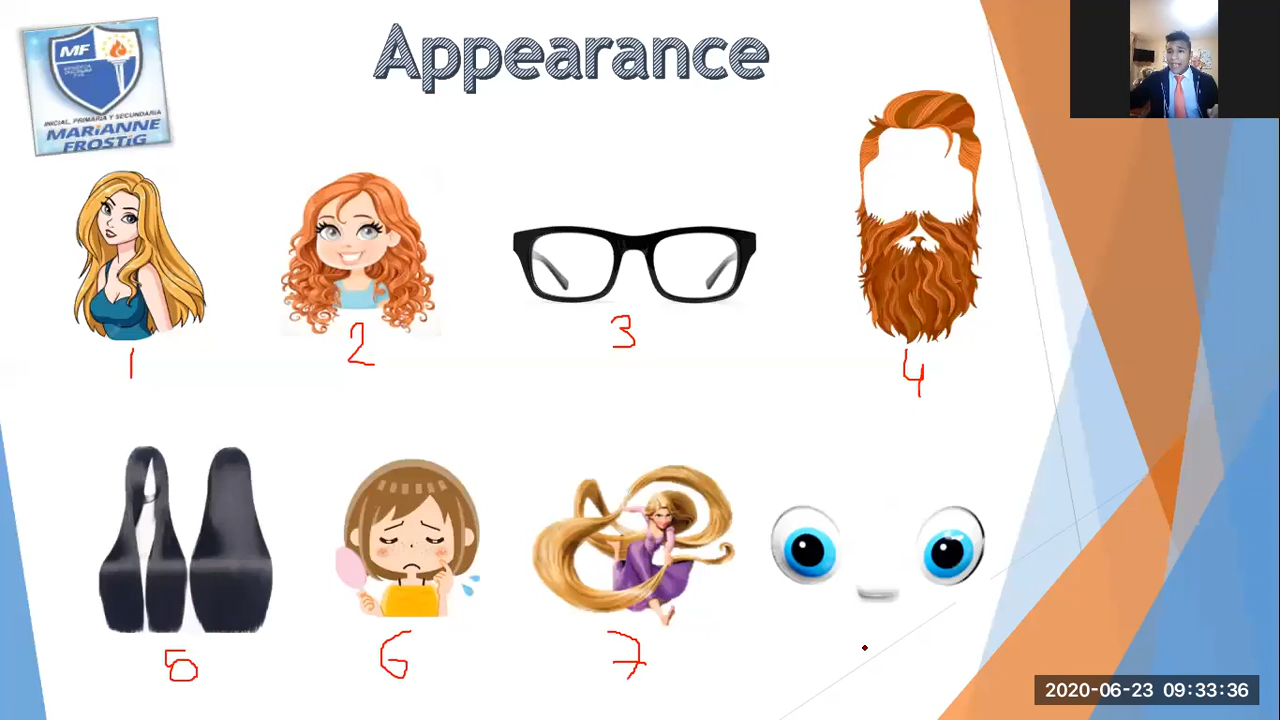 Appearance
MF
INICIAL, PRIMARIA Y SECUNDARIA
MARIANNE
FROSTIG
1
2
3
4
5
6
7
2020-06-23 09:33:36